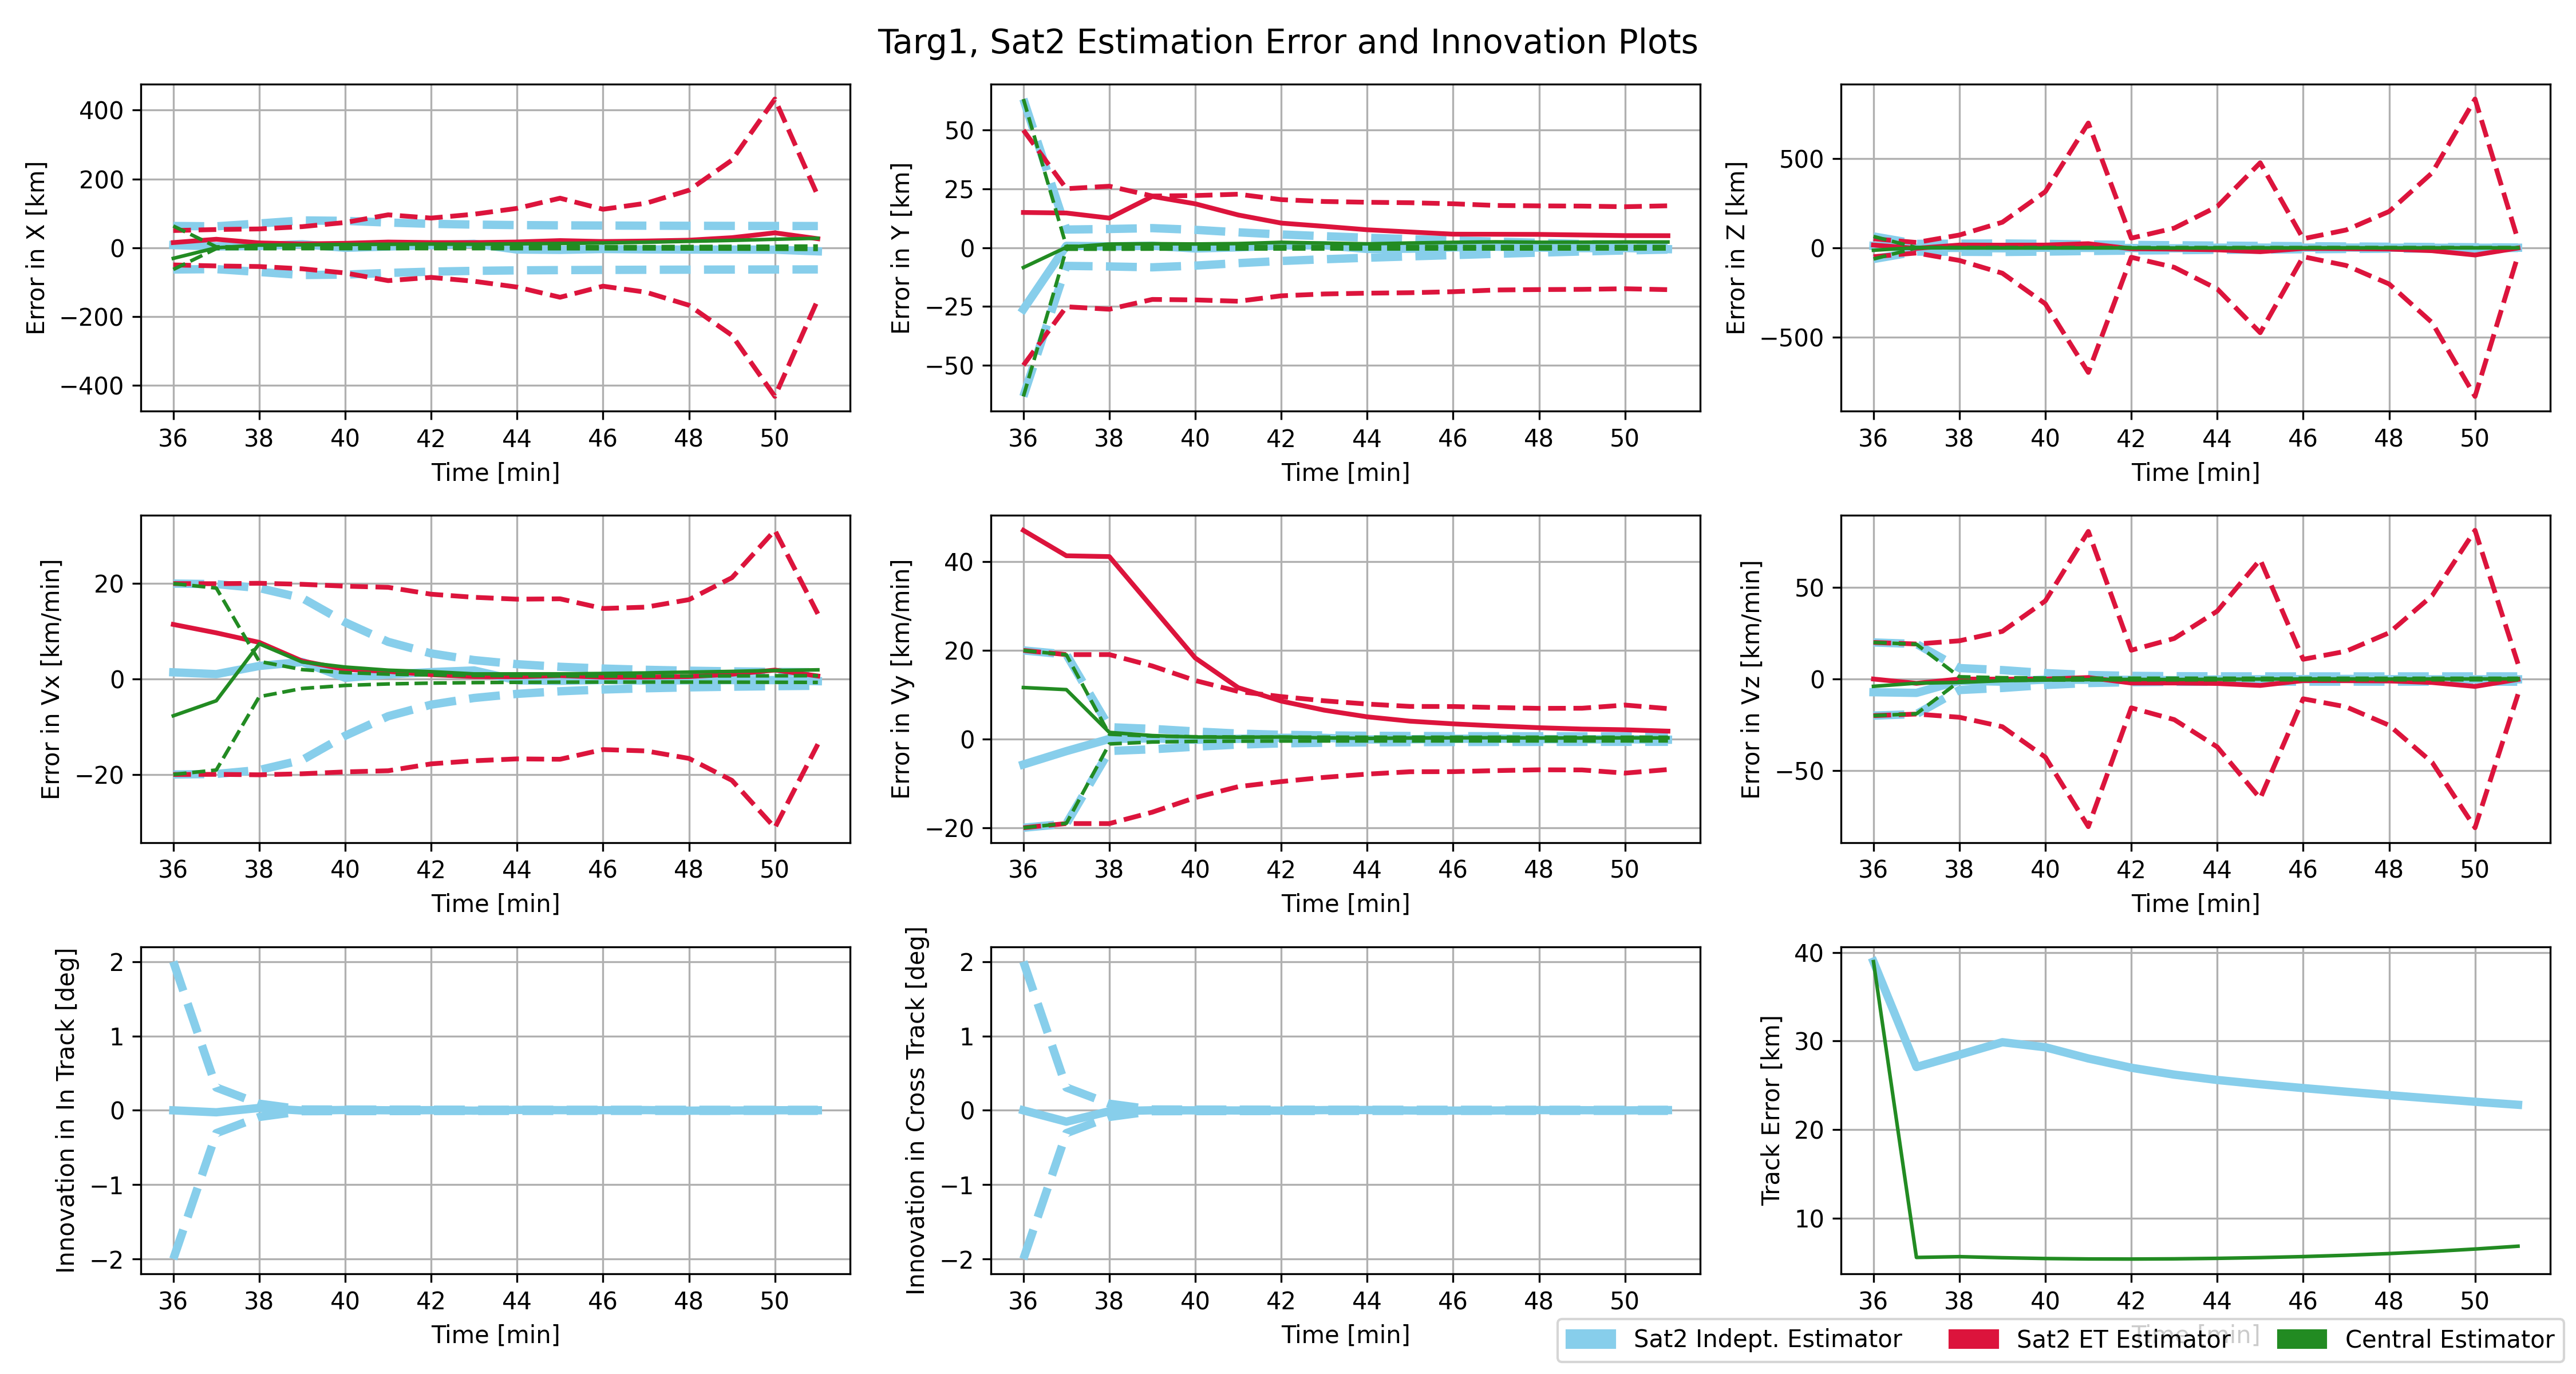 Targ1, Sat2 Estimation Error and Innovation Plots
Error in X [km]
400
200
0
−200
−400
36 38 40 42 44 46 48 50
Time [min]
Error in Y [km]
50
25
0
−25
−50
36 38 40 42 44 46 48 50
Time [min]
Error in Z [km]
500
0
−500
36 38 40 42 44 46 48 50
Time [min]
Error in Vx [km/min]
20
0
−20
36 38 40 42 44 46 48 50
Time [min]
Error in Vy [km/min]
40
20
0
−20
36 38 40 42 44 46 48 50
Time [min]
Error in Vz [km/min]
50
0
−50
36 38 40 42 44 46 48 50
Time [min]
Innovation in In Track [deg]
2
1
0
−1
−2
36 38 40 42 44 46 48 50
Time [min]
Innovation in Cross Track [deg]
2
1
0
−1
−2
36 38 40 42 44 46 48 50
Time [min]
Track Error [km]
40
30
20
10
36 38 40 42 44 46 48 50
Time [min]
Sat2 Indept. Estimator
Sat2 ET Estimator
Central Estimator